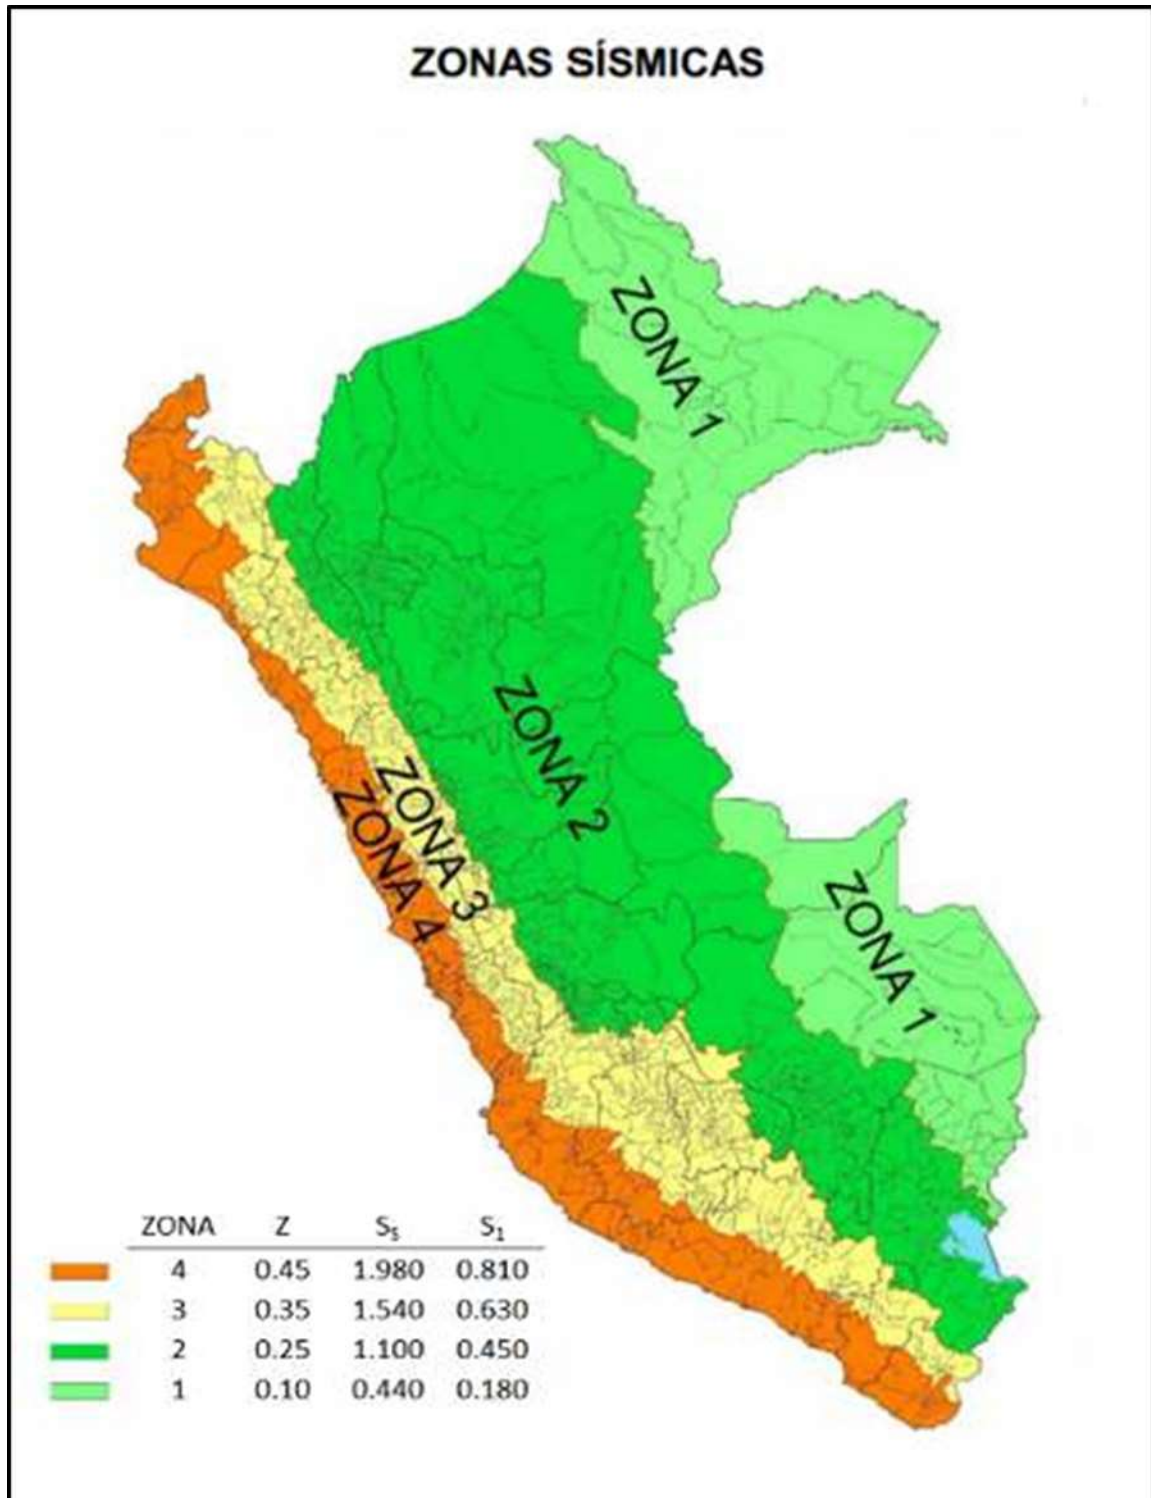 ZONAS SÍSMICAS
ZONA 1
ZONA 2
ZONA 3
ZONA 4
ZONA 1
ZONA Z S₅ S₁
4 0.45 1.980 0.810
3 0.35 1.540 0.630
2 0.25 1.100 0.450
1 0.10 0.440 0.180